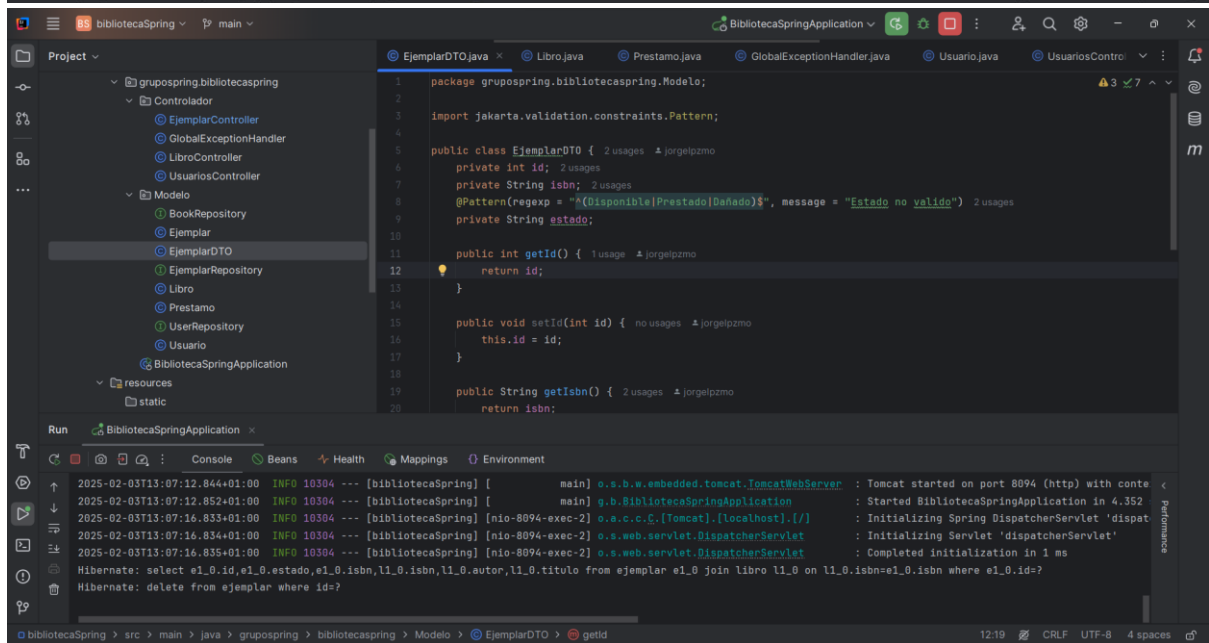 BS bibliotecaSpring main BibliotecaSpringApplication
Project
EjemplarDTO.java Libro.java Prestamo.java GlobalExceptionHandler.java Usuario.java UsuariosContro
grupospring.bibliotecaspring
Controlador
EjemplarController
GlobalExceptionHandler
LibroController
UsuariosController
Modelo
BookRepository
Ejemplar
EjemplarDTO
EjemplarRepository
Libro
Prestamo
UserRepository
Usuario
BibliotecaSpringApplication
resources
static
1 package grupospring.bibliotecaspring.Modelo; 3 7
2
3 import jakarta.validation.constraints.Pattern;
4
5 public class EjemplarDTO { 2 usages jorgelpzmo
6 private int id; 2 usages
7 private String isbn; 2 usages
8 @Pattern(regexp = "^(Disponible|Prestado|Dañado)$", message = "Estado no valido") 2 usages
9 private String estado;
10
11 public int getId() { 1 usage jorgelpzmo
12 return id;
13 }
14
15 public void setId(int id) { no usages jorgelpzmo
16 this.id = id;
17 }
18
19 public String getIsbn() { 2 usages jorgelpzmo
20 return isbn;
m
Run BibliotecaSpringApplication
Console Beans Health Mappings Environment
2025-02-03T13:07:12.844+01:00 INFO 10304 --- [bibliotecaSpring] [ main] o.s.b.w.embedded.tomcat.TomcatWebServer : Tomcat started on port 8094 (http) with conte
2025-02-03T13:07:12.852+01:00 INFO 10304 --- [bibliotecaSpring] [ main] g.b.BibliotecaSpringApplication : Started BibliotecaSpringApplication in 4.352
2025-02-03T13:07:16.833+01:00 INFO 10304 --- [bibliotecaSpring] [nio-8094-exec-2] o.a.c.c.C.[Tomcat].[localhost].[/] : Initializing Spring DispatcherServlet 'dispat
2025-02-03T13:07:16.834+01:00 INFO 10304 --- [bibliotecaSpring] [nio-8094-exec-2] o.s.web.servlet.DispatcherServlet : Initializing Servlet 'dispatcherServlet'
2025-02-03T13:07:16.835+01:00 INFO 10304 --- [bibliotecaSpring] [nio-8094-exec-2] o.s.web.servlet.DispatcherServlet : Completed initialization in 1 ms
Hibernate: select e1_0.id,e1_0.estado,e1_0.isbn,l1_0.isbn,l1_0.autor,l1_0.titulo from ejemplar e1_0 join libro l1_0 on l1_0.isbn=e1_0.isbn where e1_0.id=?
Hibernate: delete from ejemplar where id=?
Performance
bibliotecaSpring > src > main > java > grupospring > bibliotecaspring > Modelo > EjemplarDTO > getId 12:19 CRLF UTF-8 4 spaces